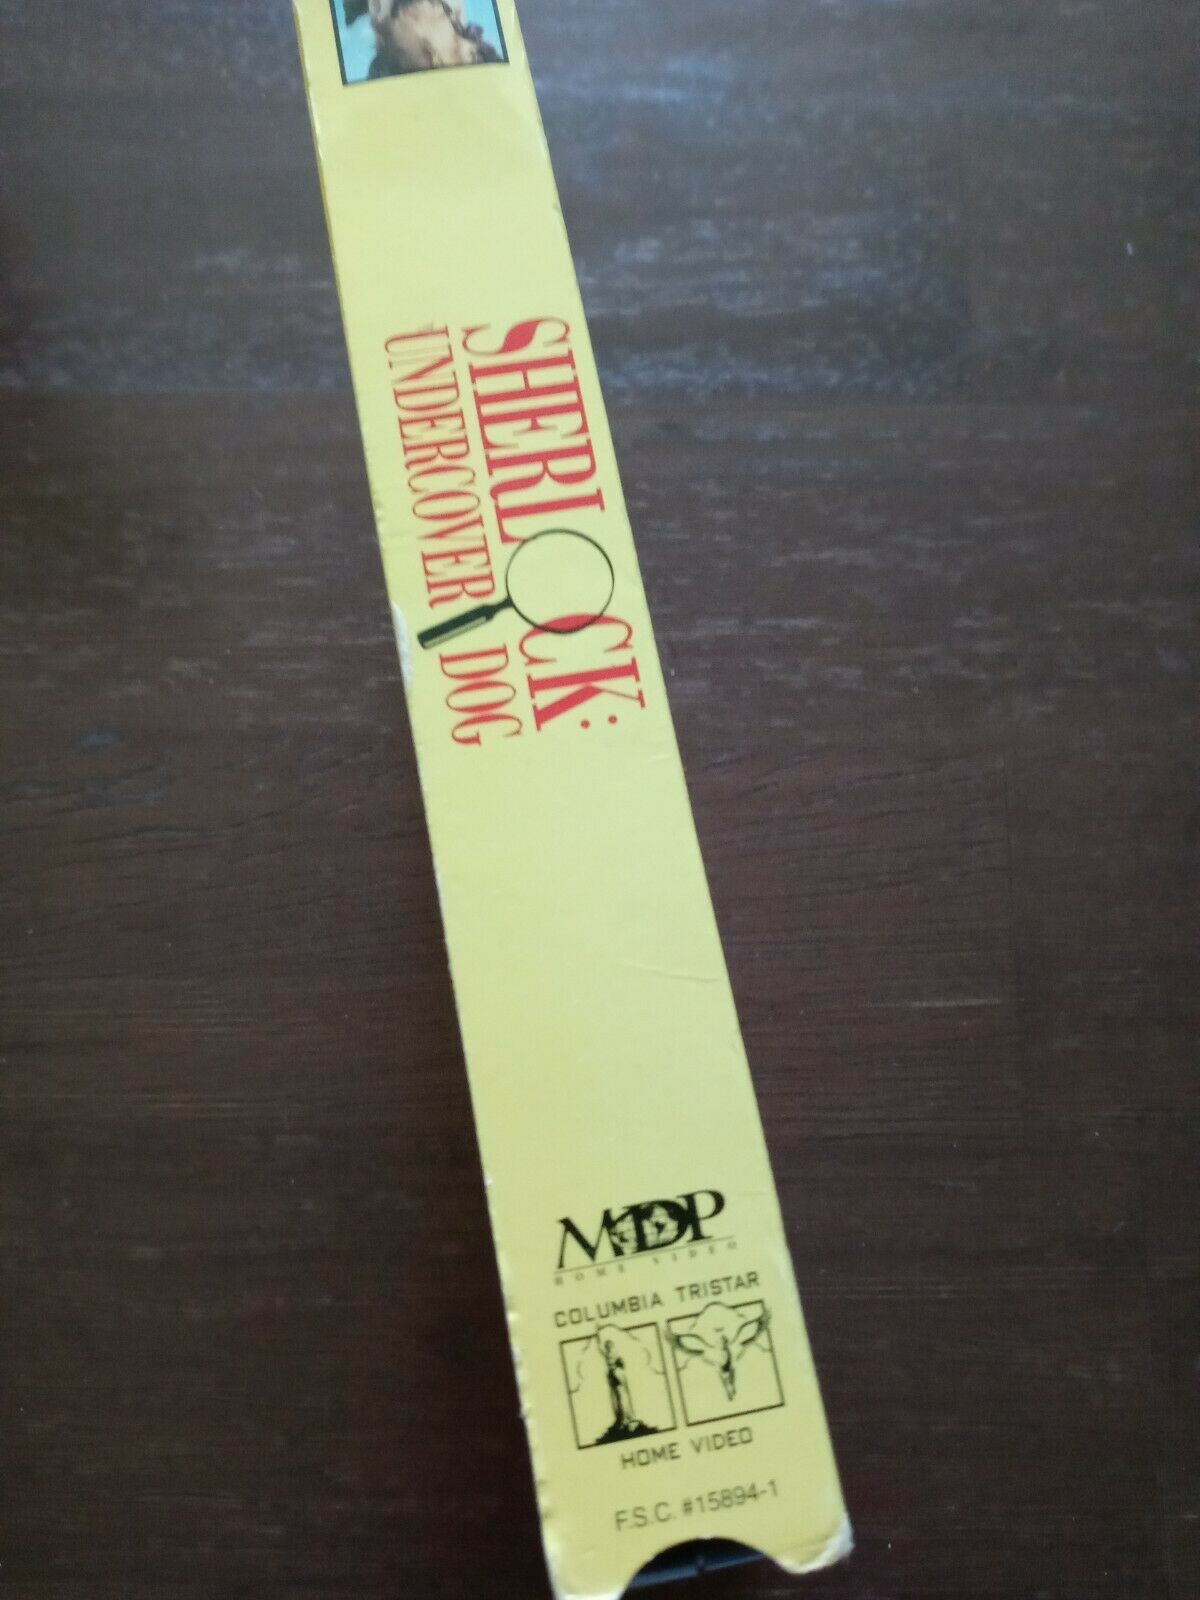 SHERLOCK:
UNDERCOVER DOG
MDP
HOME VIDEO
COLUMBIA TRISTAR
HOME VIDEO
F.S.C. #15894-1